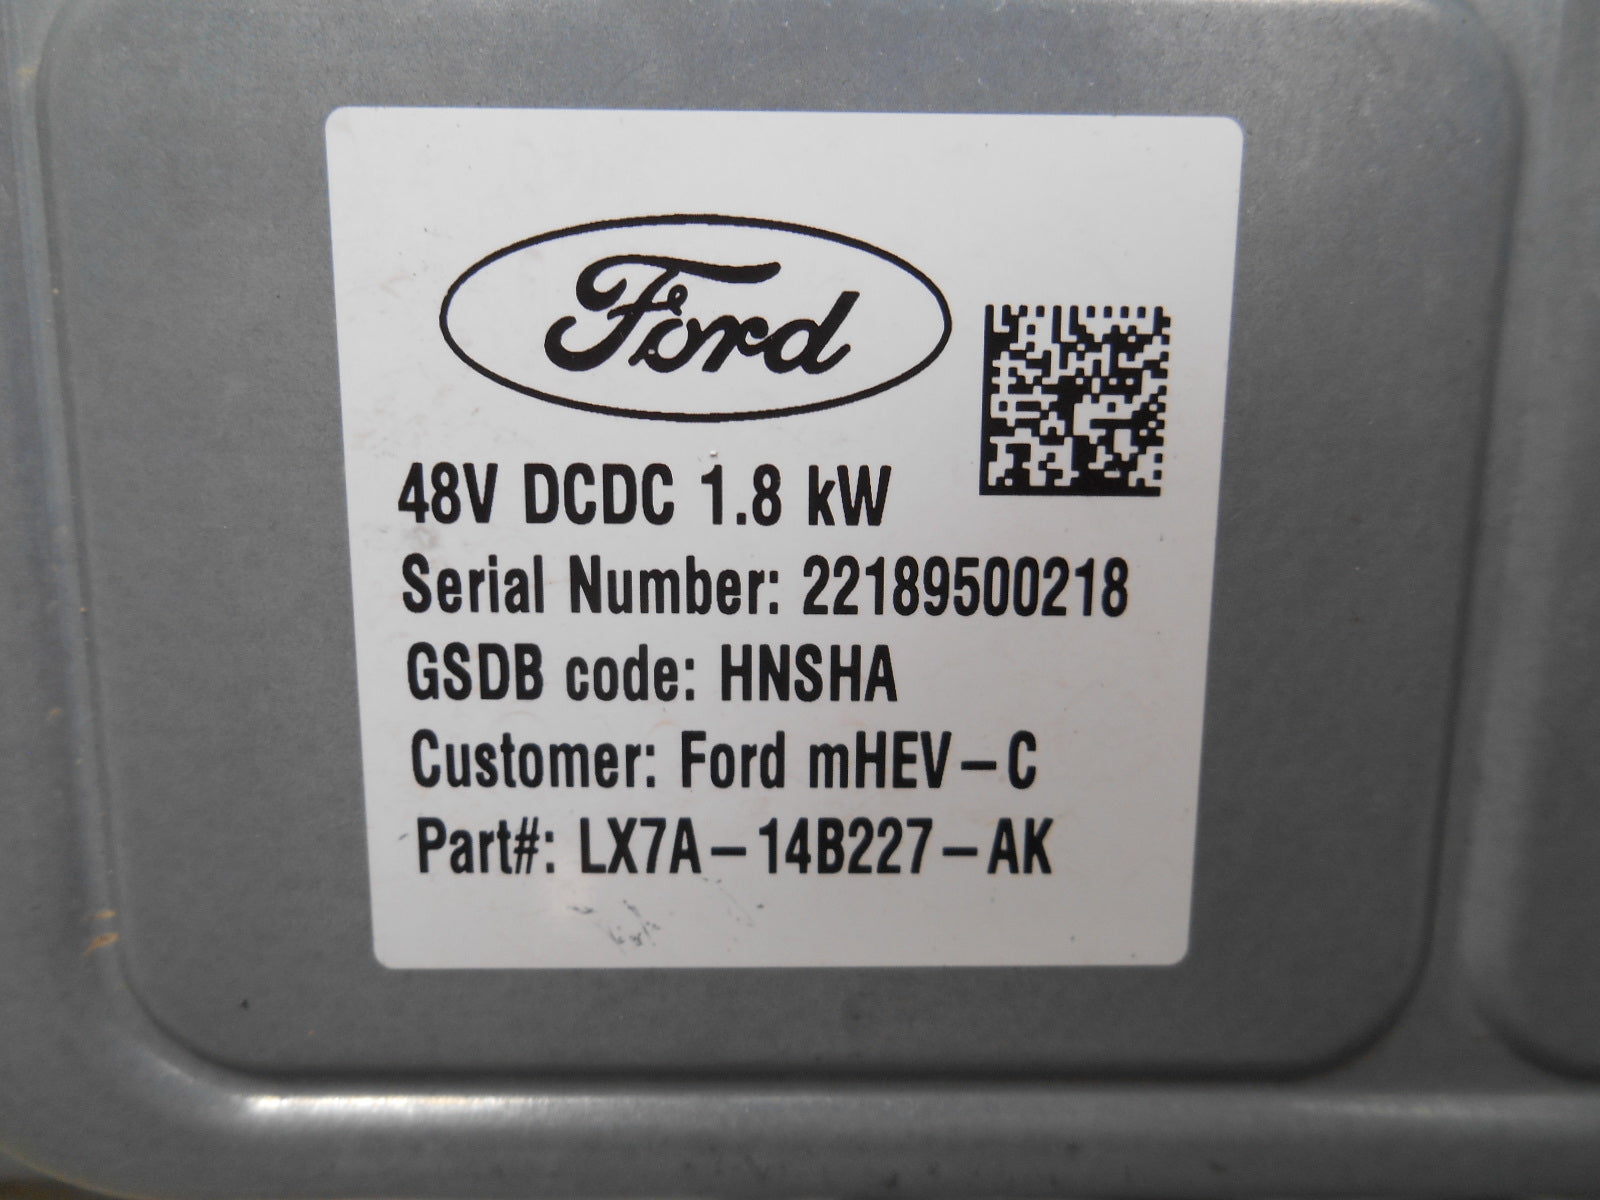 Ford
48V DCDC 1.8 kW
Serial Number: 22189500218
GSDB code: HNSHA
Customer: Ford mHEV-C
Part#: LX7A-14B227-AK